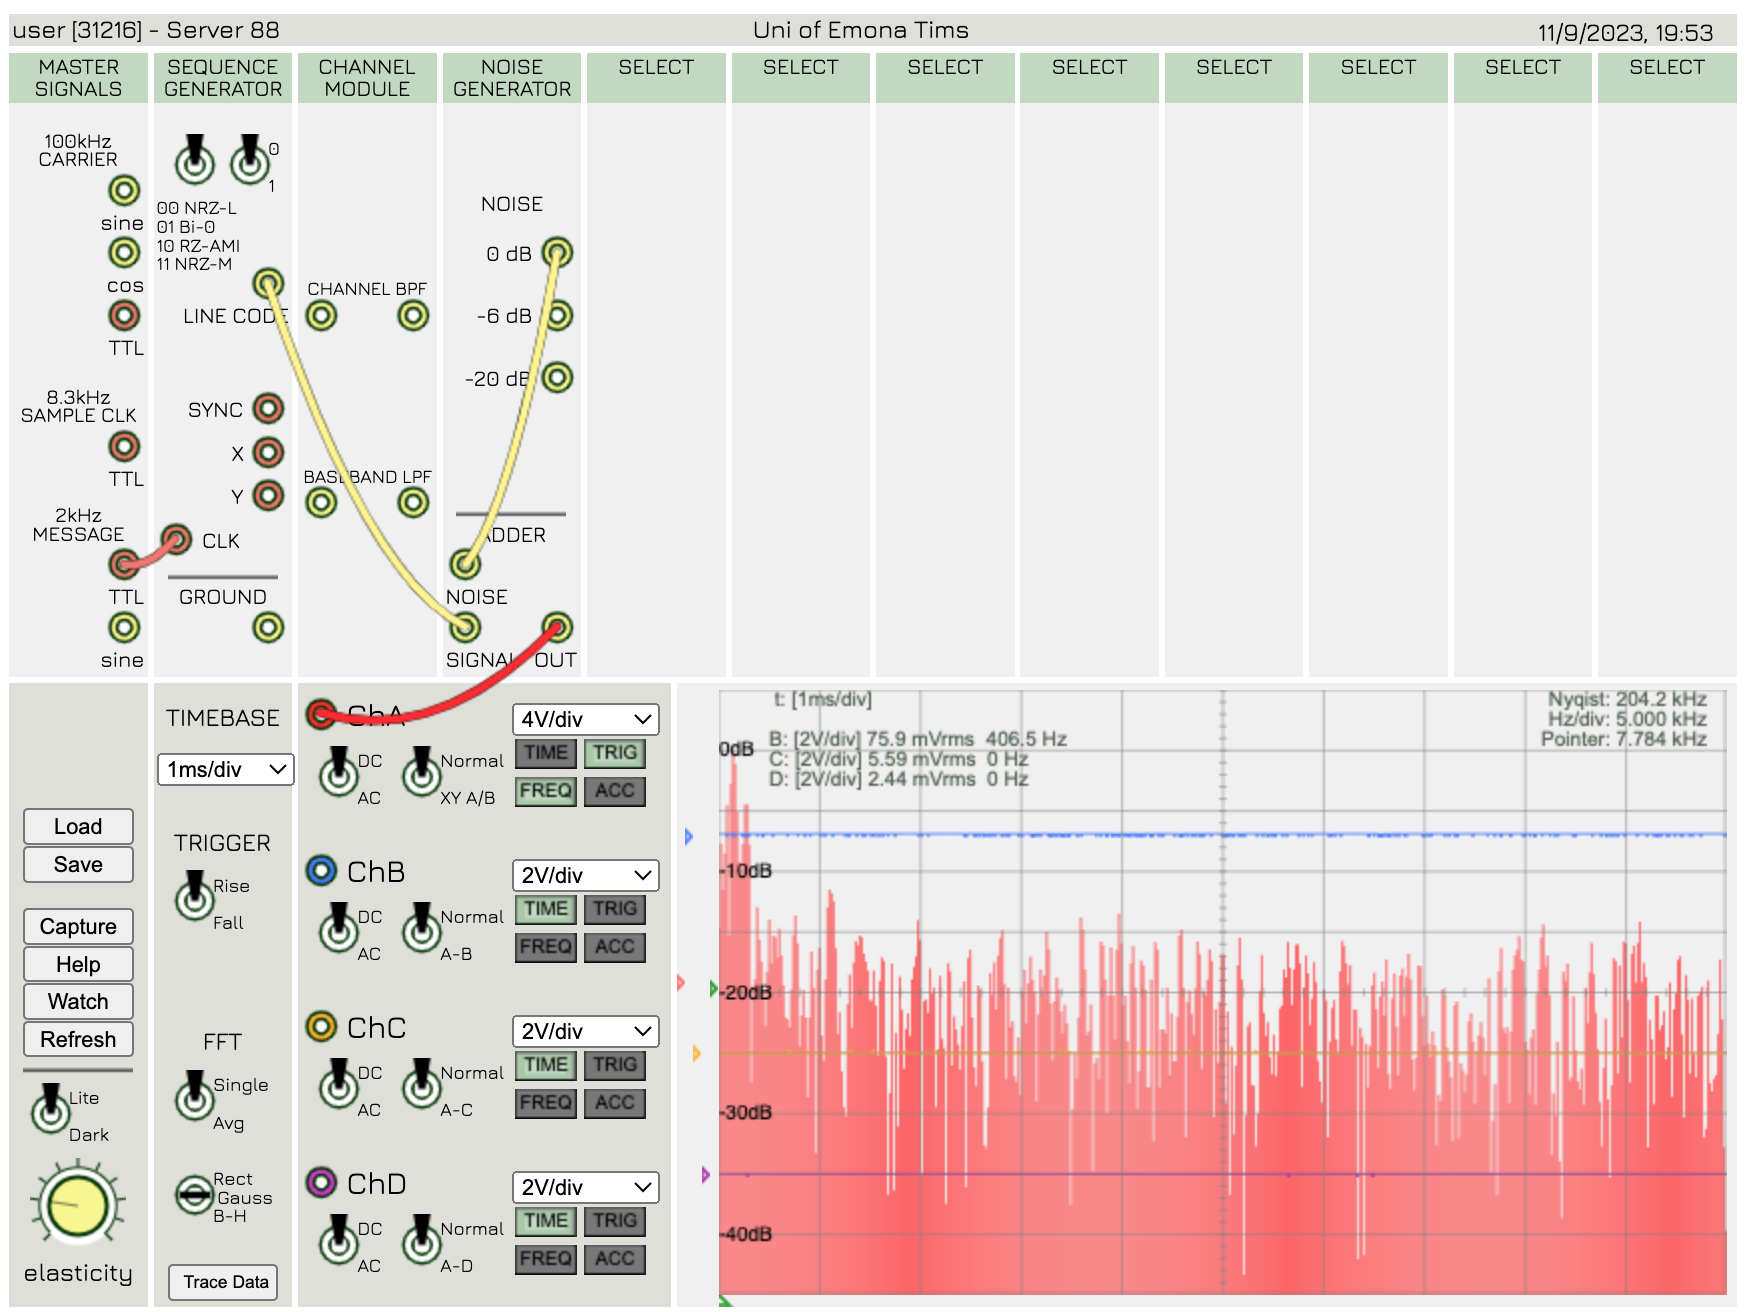 user [31216] - Server 88
Uni of Emona Tims
11/9/2023, 19:53
MASTER SIGNALS
SEQUENCE GENERATOR
CHANNEL MODULE
NOISE GENERATOR
SELECT
SELECT
SELECT
SELECT
SELECT
SELECT
SELECT
SELECT
100kHz
CARRIER
sine
cos
TTL
8.3kHz
SAMPLE CLK
TTL
2kHz
MESSAGE
TTL
sine
0
1
00 NRZ-L
01 Bi-0
10 RZ-AMI
11 NRZ-M
LINE CODE
SYNC
X
Y
CLK
GROUND
CHANNEL BPF
BASEBAND LPF
NOISE
0 dB
-6 dB
-20 dB
ADDER
NOISE
SIGNAL
OUT
Load
Save
Capture
Help
Watch
Refresh
Lite
Dark
elasticity
TIMEBASE
1ms/div
TRIGGER
Rise
Fall
FFT
Single
Avg
Rect
Gauss
B-H
Trace Data
ChA
4V/div
DC
AC
Normal
XY A/B
TIME
TRIG
FREQ
ACC
ChB
2V/div
DC
AC
Normal
A-B
TIME
TRIG
FREQ
ACC
ChC
2V/div
DC
AC
Normal
A-C
TIME
TRIG
FREQ
ACC
ChD
2V/div
DC
AC
Normal
A-D
TIME
TRIG
FREQ
ACC
t: [1ms/div]
B: [2V/div] 75.9 mVrms 406.5 Hz
C: [2V/div] 5.59 mVrms 0 Hz
D: [2V/div] 2.44 mVrms 0 Hz
Nyqist: 204.2 kHz
Hz/div: 5.000 kHz
Pointer: 7.784 kHz
0dB
-10dB
-20dB
-30dB
-40dB